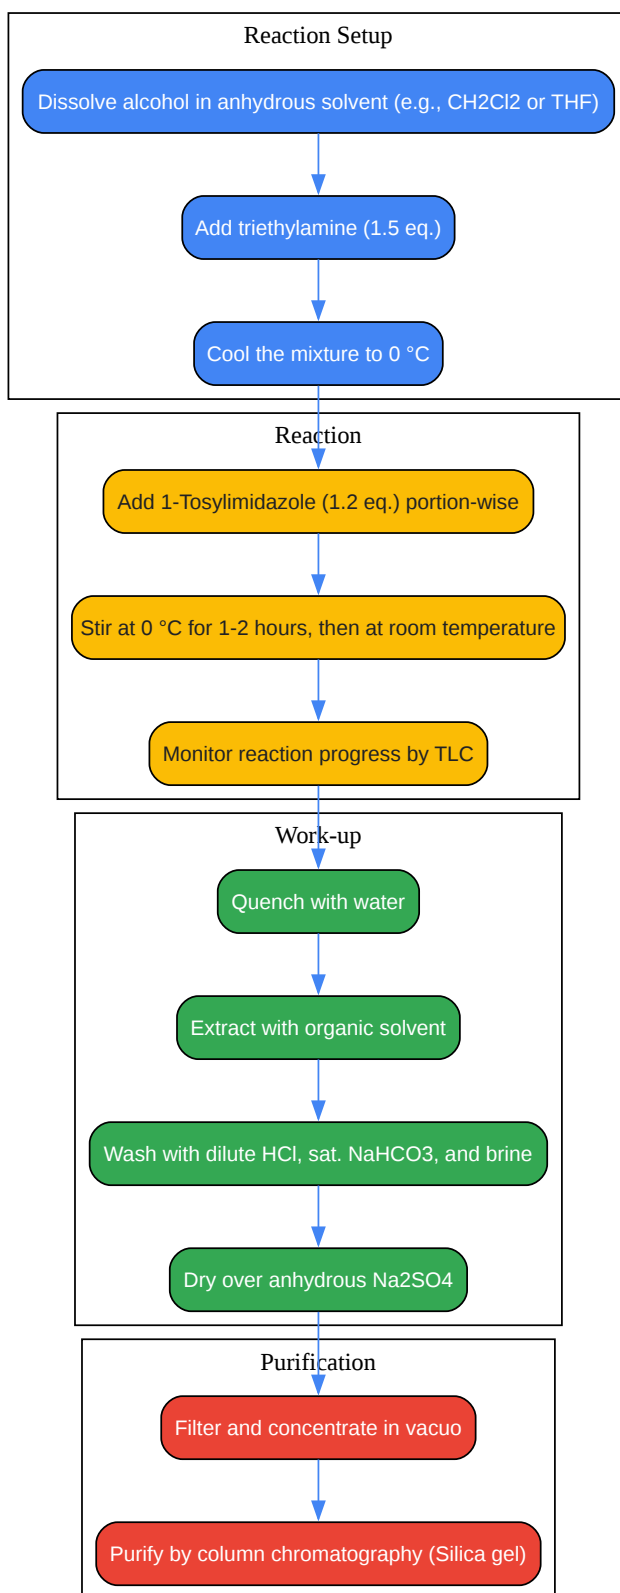 Reaction Setup
Dissolve alcohol in anhydrous solvent (e.g., CH2Cl2 or THF)
Add triethylamine (1.5 eq.)
Cool the mixture to 0 °C
Reaction
Add 1-Tosylimidazole (1.2 eq.) portion-wise
Stir at 0 °C for 1-2 hours, then at room temperature
Monitor reaction progress by TLC
Work-up
Quench with water
Extract with organic solvent
Wash with dilute HCl, sat. NaHCO3, and brine
Dry over anhydrous Na2SO4
Purification
Filter and concentrate in vacuo
Purify by column chromatography (Silica gel)